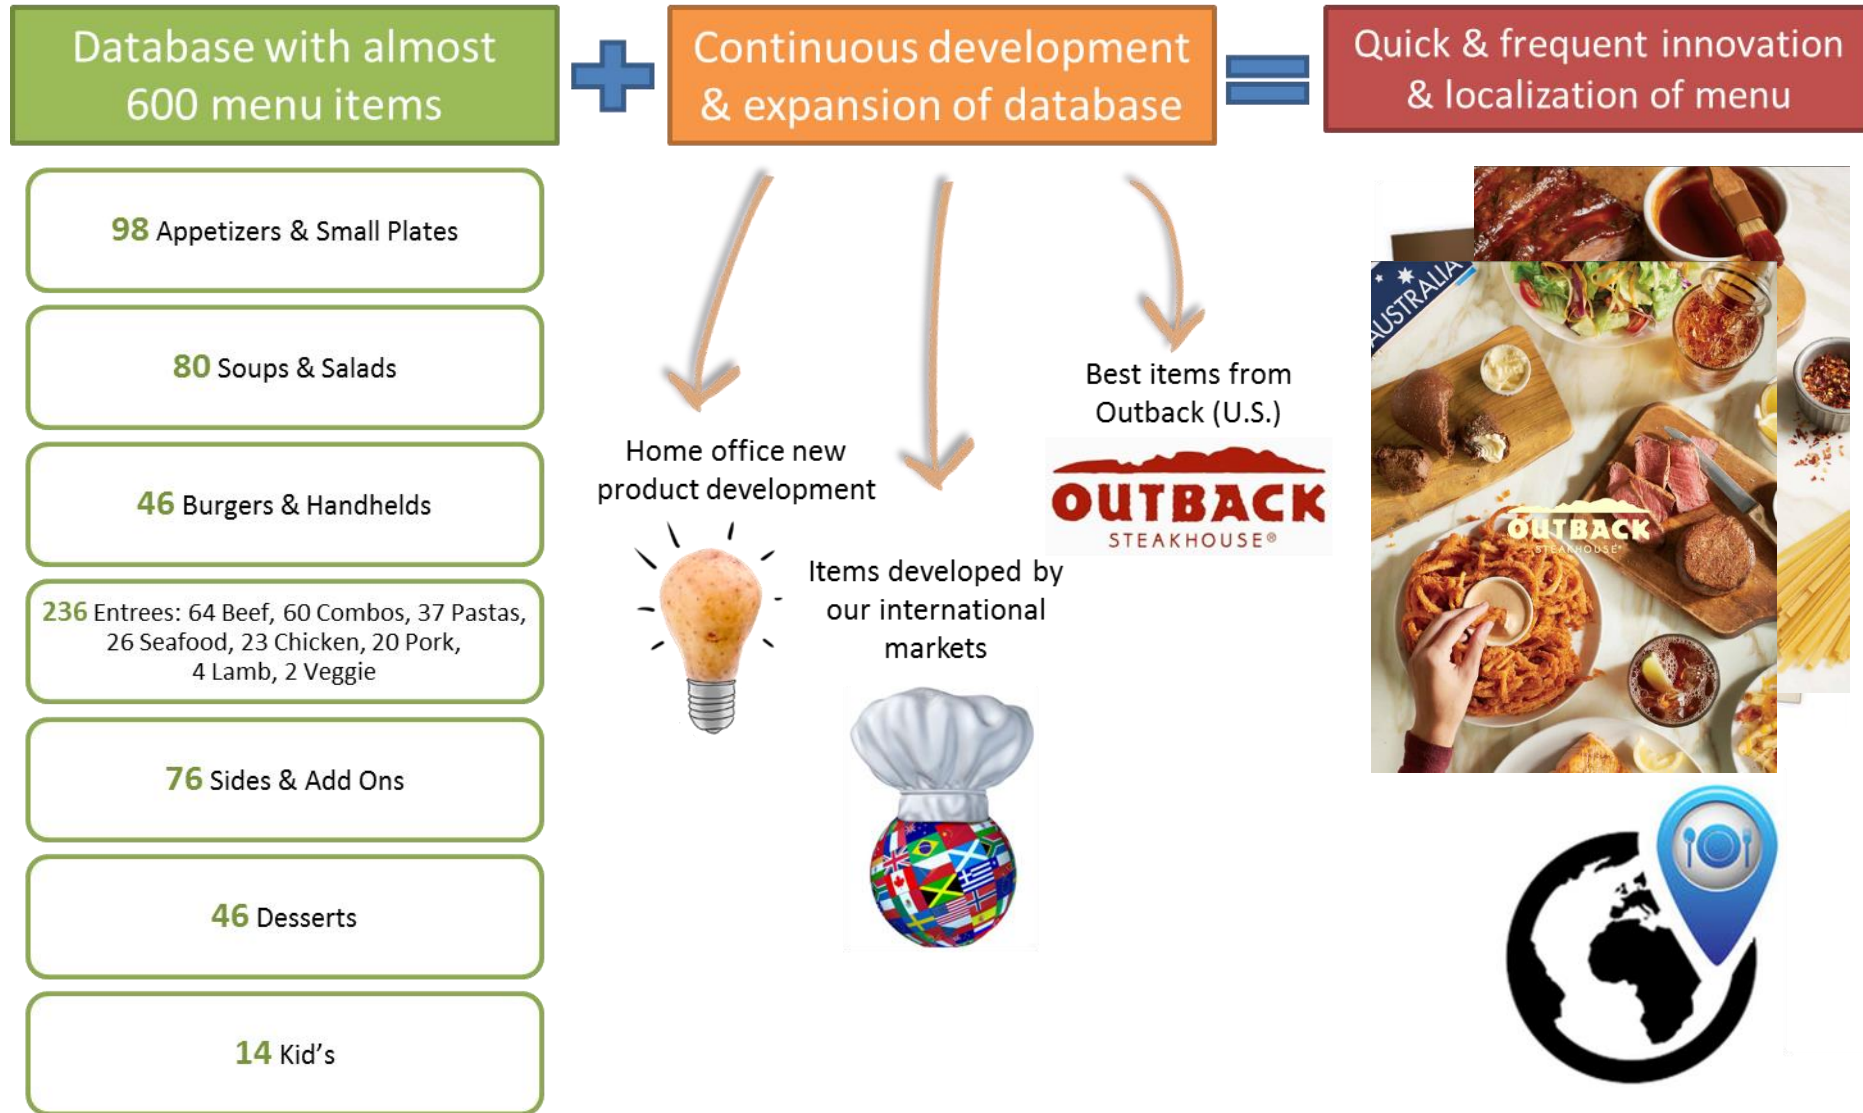 Database with almost
600 menu items
Continuous development
& expansion of database
Quick & frequent innovation
& localization of menu
98 Appetizers & Small Plates
80 Soups & Salads
46 Burgers & Handhelds
236 Entrees: 64 Beef, 60 Combos, 37 Pastas,
26 Seafood, 23 Chicken, 20 Pork,
4 Lamb, 2 Veggie
76 Sides & Add Ons
46 Desserts
14 Kid's
Home office new
product development
Items developed by
our international
markets
Best items from
Outback (U.S.)
OUTBACK
STEAKHOUSE®
AUSTRALIA
OUTBACK
STEAKHOUSE®